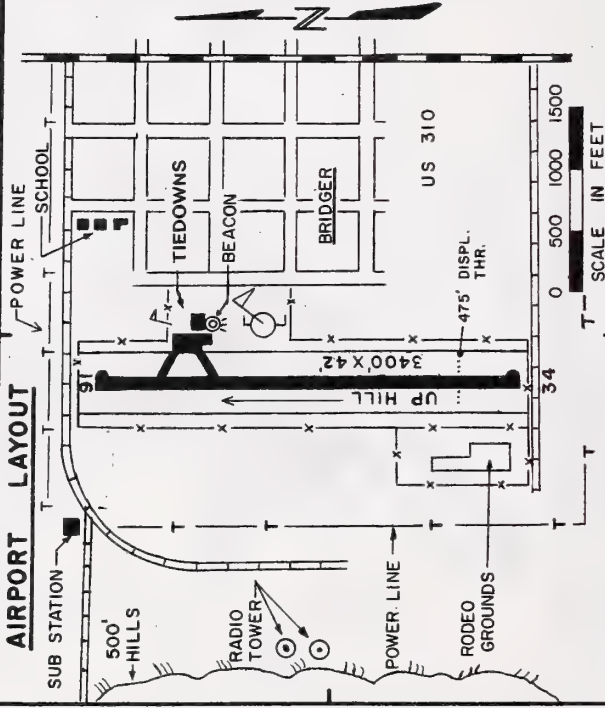 AIRPORT LAYOUT
POWER LINE
SCHOOL
SUB STATION
500'
HILLS
TIEDOWNS
BEACON
RADIO
TOWER
BRIDGER
16
UP HILL
3400' X 42'
US 310
POWER LINE
475' DISPL.
THR.
RODEO
GROUNDS
34
0 500 1000 1500
SCALE IN FEET
N